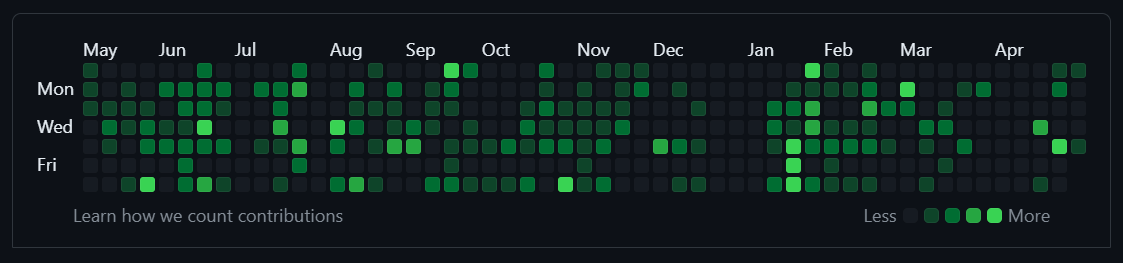 May Jun Jul Aug Sep Oct Nov Dec Jan Feb Mar Apr
Mon
Wed
Fri
Learn how we count contributions
Less More